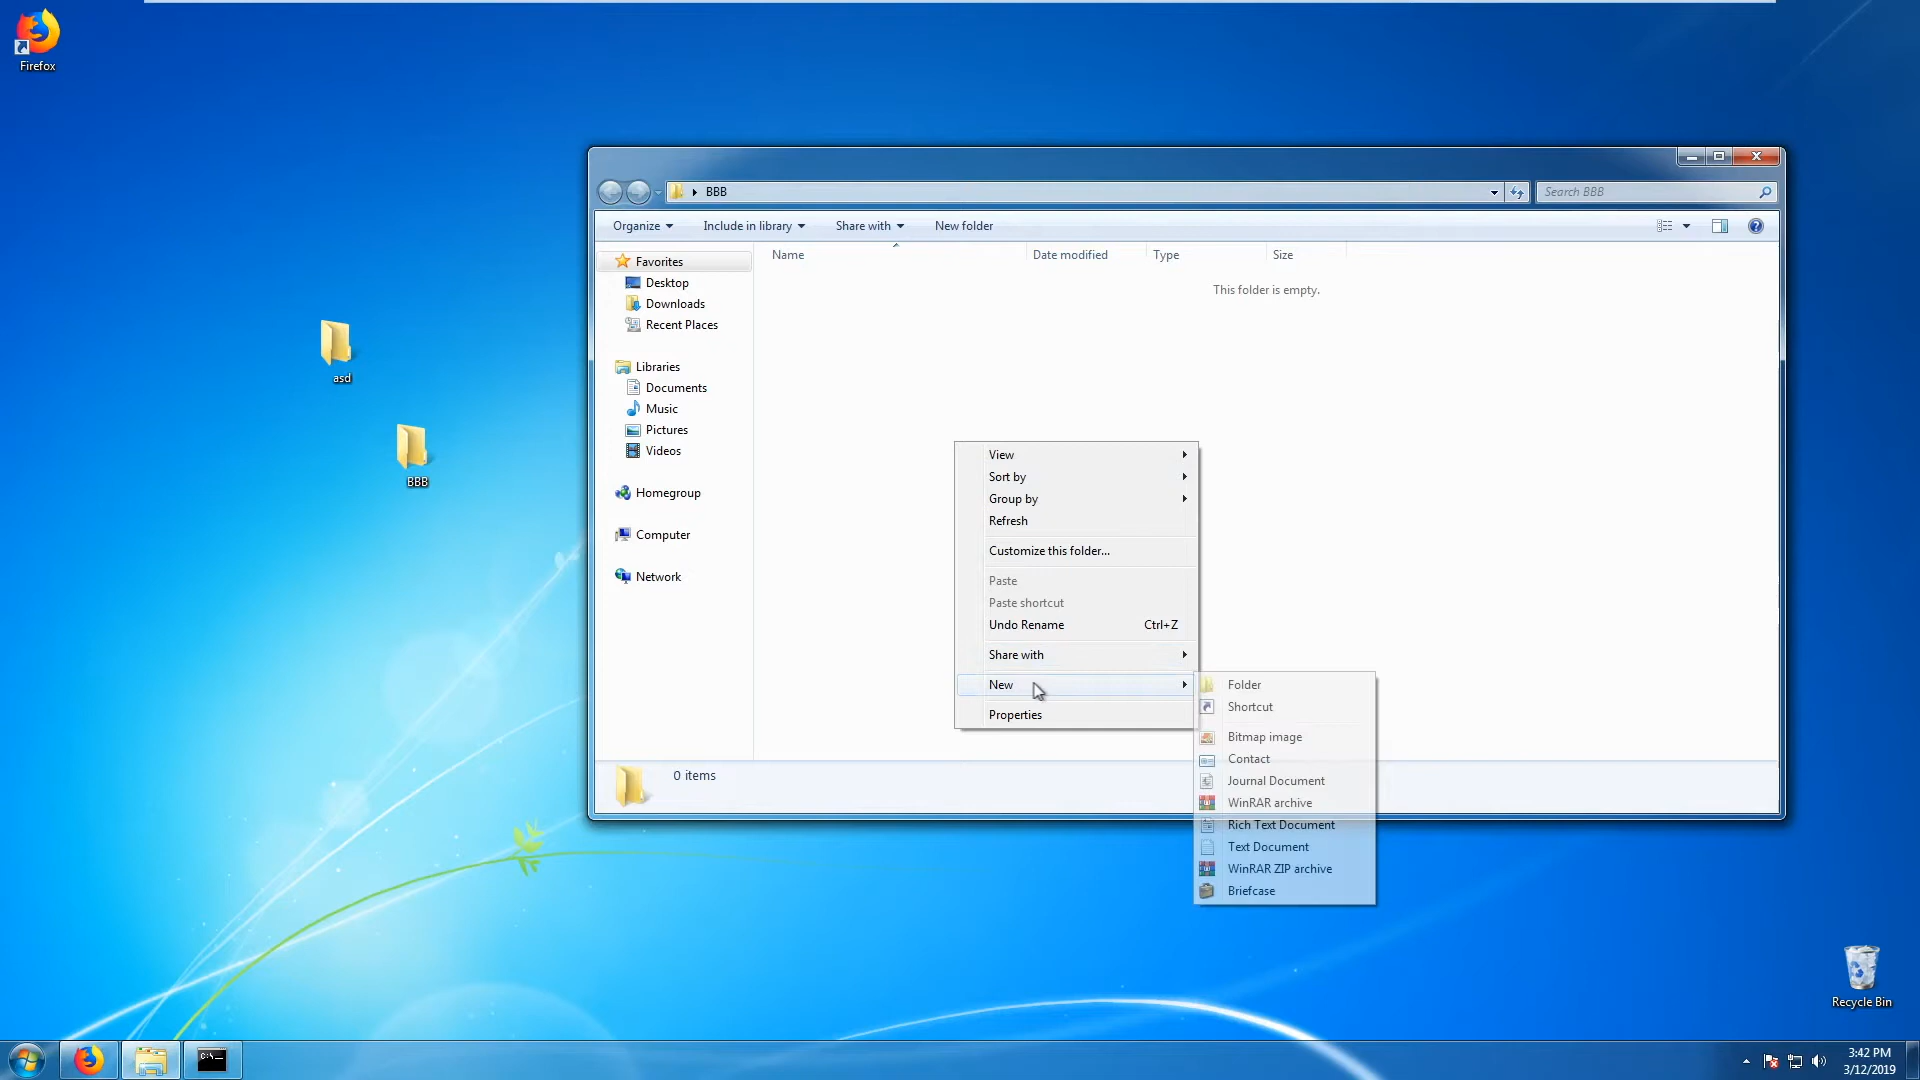 Firefox
asd
BBB
BBB
Search BBB
Organize
Include in library
Share with
New folder
Favorites
Desktop
Downloads
Recent Places
Libraries
Documents
Music
Pictures
Videos
Homegroup
Computer
Network
Name
Date modified
Type
Size
This folder is empty.
View
Sort by
Group by
Refresh
Customize this folder...
Paste
Paste shortcut
Undo Rename Ctrl+Z
Share with
New
Properties
Folder
Shortcut
Bitmap image
Contact
Journal Document
WinRAR archive
Rich Text Document
Text Document
WinRAR ZIP archive
Briefcase
0 items
Recycle Bin
C:\._
3:42 PM
3/12/2019